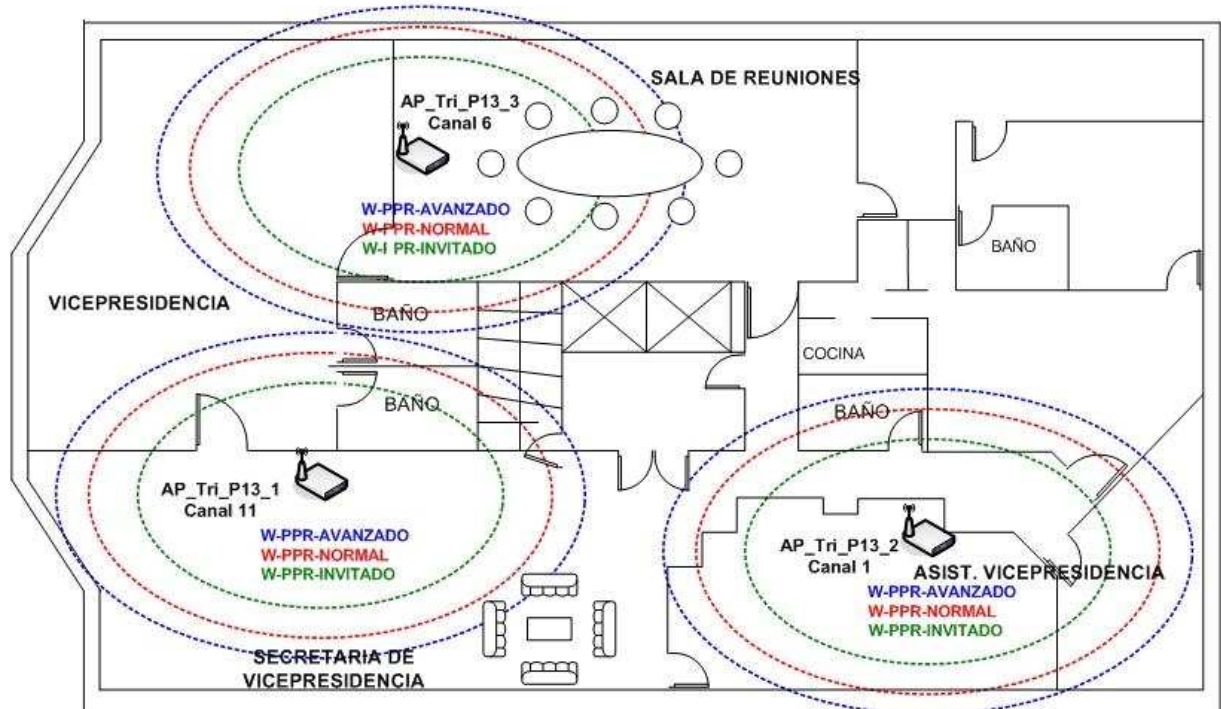 SALA DE REUNIONES
AP_Tri_P13_3
Canal 6
W-PPR-AVANZADO
W-PPR-NORMAL
W-I PR-INVITADO
BAÑO
VICEPRESIDENCIA
BAÑO
COCINA
BAÑO
BAÑO
AP_Tri_P13_1
Canal 11
W-PPR-AVANZADO
W-PPR-NORMAL
W-PPR-INVITADO
AP_Tri_P13_2
Canal 1
ASIST. VICEPRESIDENCIA
W-PPR-AVANZADO
W-PPR-NORMAL
W-PPR-INVITADO
SECRETARIA DE
VICEPRESIDENCIA